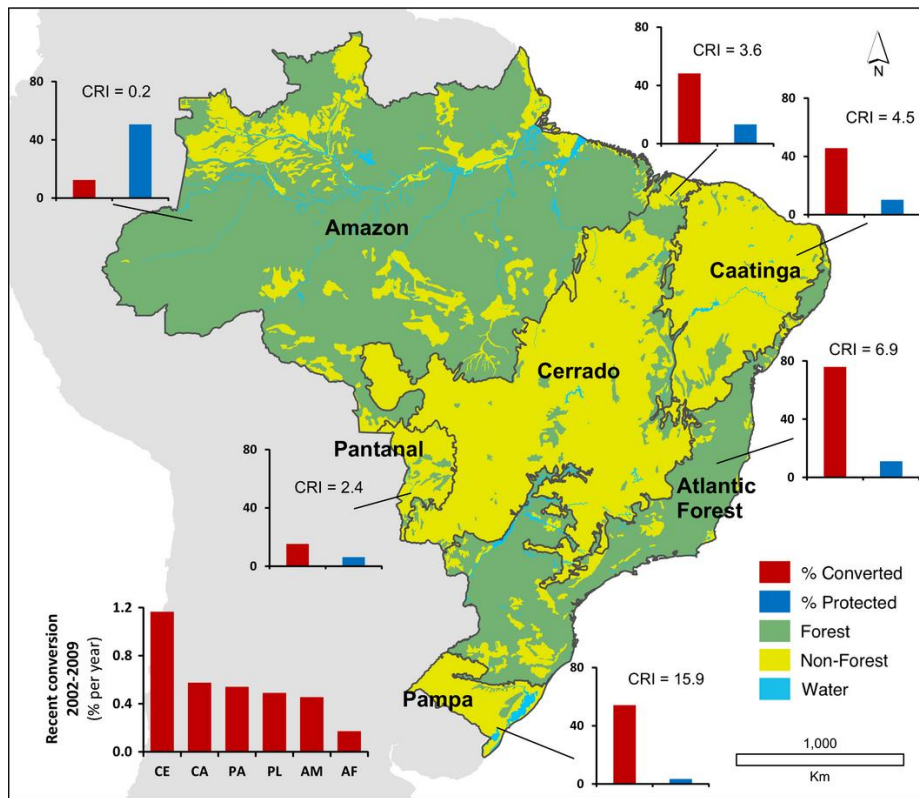 80
40
0
CRI = 0.2
80
40
0
CRI = 3.6
N
80
40
0
CRI = 4.5
Amazon
Caatinga
Cerrado
80
40
0
CRI = 6.9
Pantanal
80
40
0
CRI = 2.4
Atlantic
Forest
% Converted
% Protected
Forest
Non-Forest
Water
Recent conversion
2002-2009
(% per year)
1.2
0.8
0.4
0.0
CE CA PA PL AM AF
Pampa
80
40
0
CRI = 15.9
1,000
Km